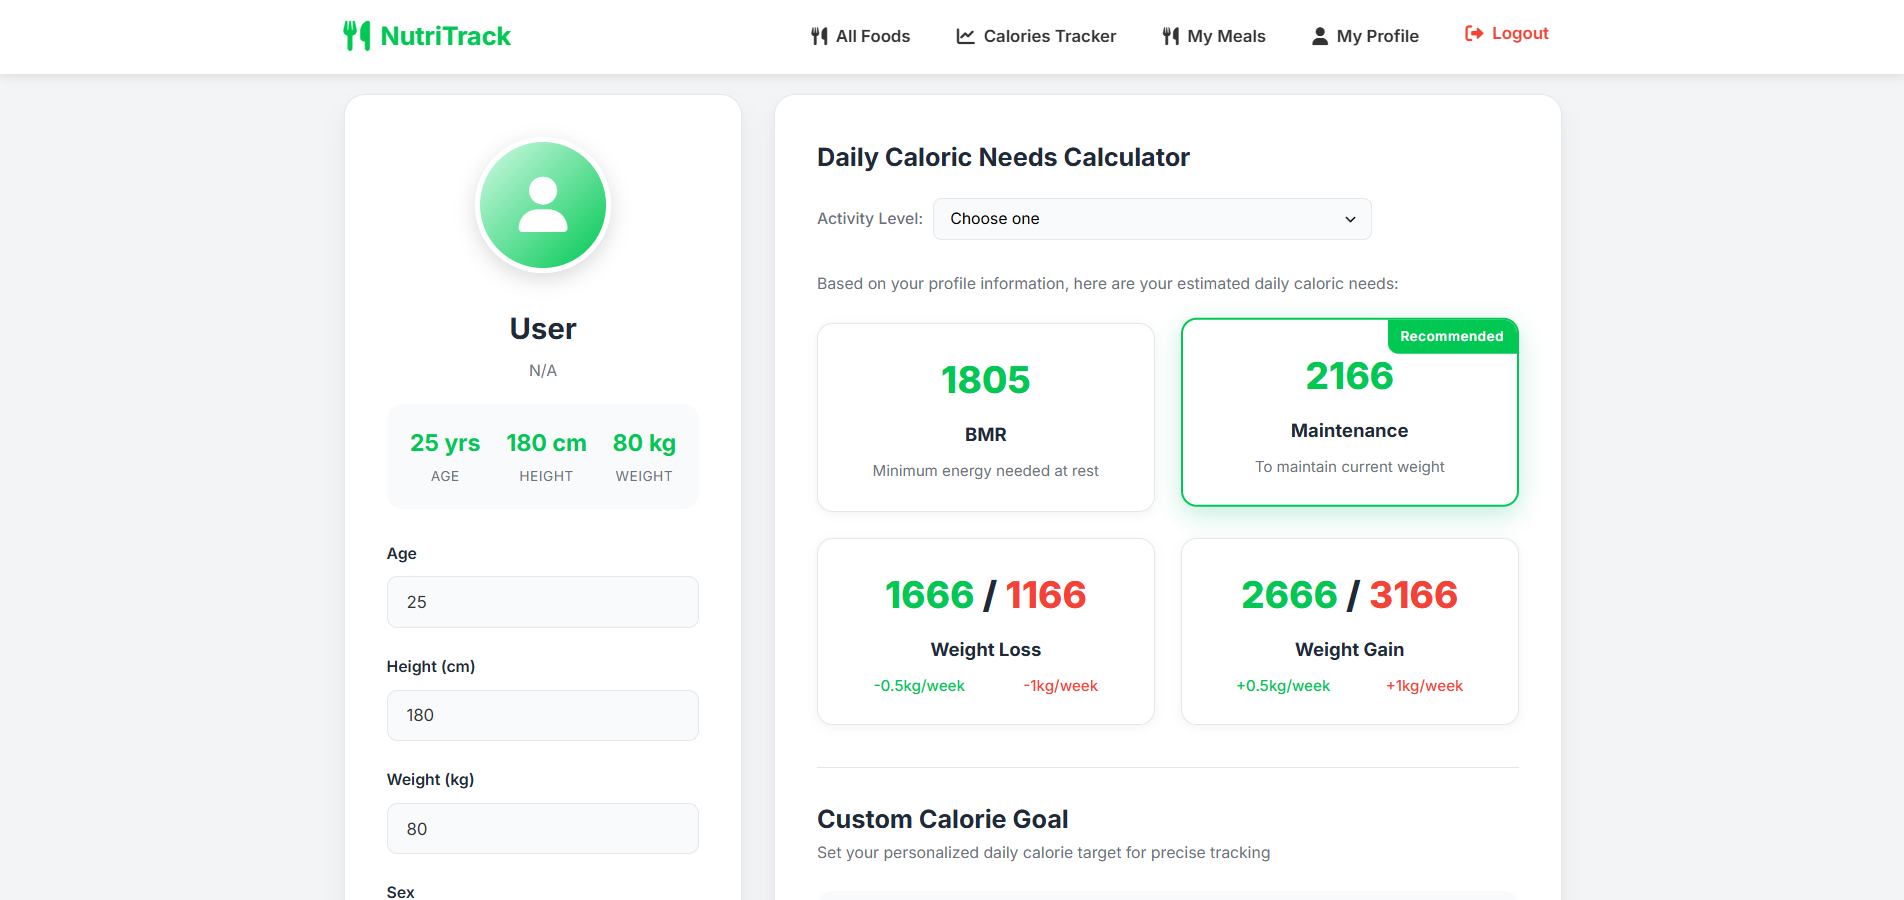 NutriTrack
All Foods
Calories Tracker
My Meals
My Profile
Logout
User
N/A
25 yrs
AGE
180 cm
HEIGHT
80 kg
WEIGHT
Age
25
Height (cm)
180
Weight (kg)
80
Sex
Daily Caloric Needs Calculator
Activity Level:
Choose one
Based on your profile information, here are your estimated daily caloric needs:
1805
BMR
Minimum energy needed at rest
Recommended
2166
Maintenance
To maintain current weight
1666 / 1166
Weight Loss
-0.5kg/week
-1kg/week
2666 / 3166
Weight Gain
+0.5kg/week
+1kg/week
Custom Calorie Goal
Set your personalized daily calorie target for precise tracking